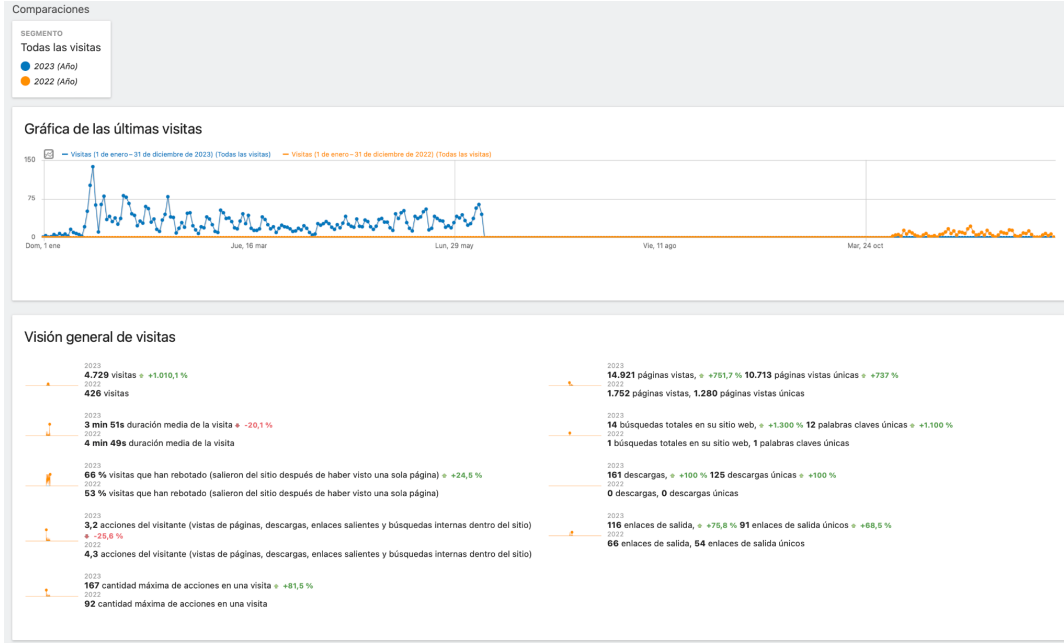 Comparaciones
SEGMENTO
Todas las visitas
2023 (Año)
2022 (Año)
Gráfica de las últimas visitas
Visitas (1 de enero – 31 de diciembre de 2023) (Todas las visitas) Visitas (1 de enero – 31 de diciembre de 2022) (Todas las visitas)
150
75
0
Dom, 1 ene Jue, 16 mar Lun, 29 may Vie, 11 ago Mar, 24 oct
Visión general de visitas
2023
4.729 visitas +1.010,1 %
2022
426 visitas
2023
3 min 51s duración media de la visita -20,1 %
2022
4 min 49s duración media de la visita
2023
66 % visitas que han rebotado (salieron del sitio después de haber visto una sola página) +24,5 %
2022
53 % visitas que han rebotado (salieron del sitio después de haber visto una sola página)
2023
3,2 acciones del visitante (vistas de páginas, descargas, enlaces salientes y búsquedas internas dentro del sitio)
-25,6 %
2022
4,3 acciones del visitante (vistas de páginas, descargas, enlaces salientes y búsquedas internas dentro del sitio)
2023
167 cantidad máxima de acciones en una visita +81,5 %
2022
92 cantidad máxima de acciones en una visita
2023
14.921 páginas vistas, +751,7 % 10.713 páginas vistas únicas +737 %
2022
1.752 páginas vistas, 1.280 páginas vistas únicas
2023
14 búsquedas totales en su sitio web, +1.300 % 12 palabras claves únicas +1.100 %
2022
1 búsquedas totales en su sitio web, 1 palabras claves únicas
2023
161 descargas, +100 % 125 descargas únicas +100 %
2022
0 descargas, 0 descargas únicas
2023
116 enlaces de salida, +75,8 % 91 enlaces de salida únicos +68,5 %
2022
66 enlaces de salida, 54 enlaces de salida únicos